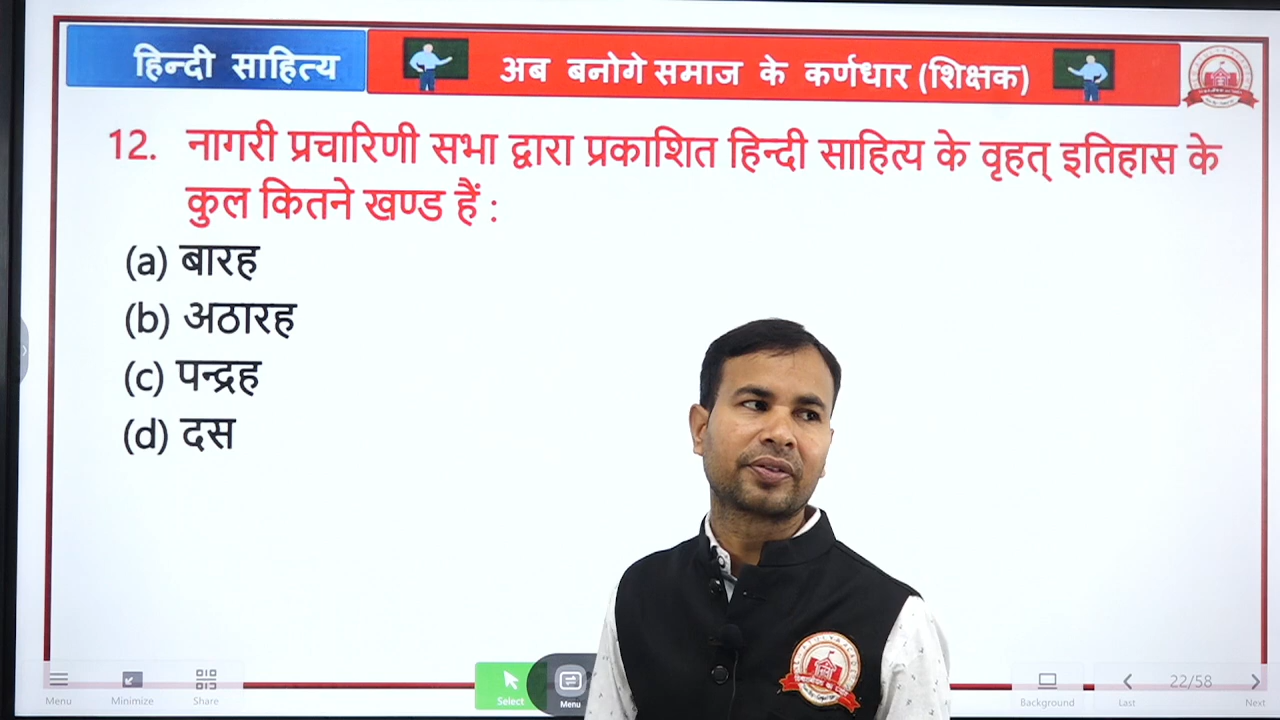 हिन्दी साहित्य
अब बनोगे समाज के कर्णधार (शिक्षक)
12. नागरी प्रचारिणी सभा द्वारा प्रकाशित हिन्दी साहित्य के वृहत् इतिहास के
कुल कितने खण्ड हैं :
(a) बारह
(b) अठारह
(c) पन्द्रह
(d) दस
Menu
Minimize
Share
Select
Menu
Background
Last
22/58
Next